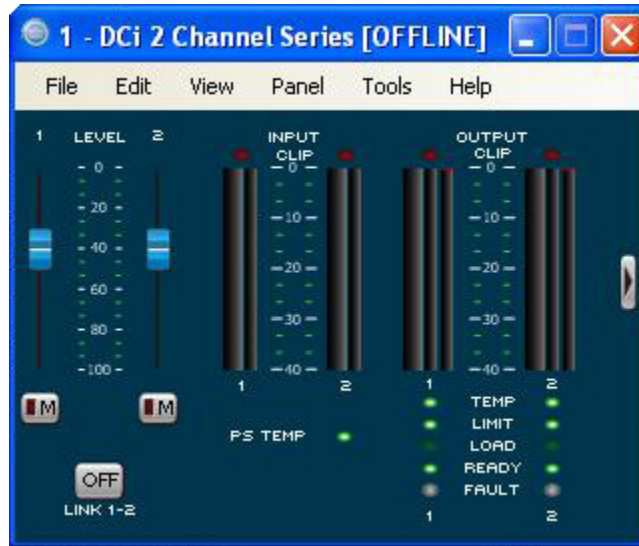 1 - DCi 2 Channel Series [OFFLINE]
File Edit View Panel Tools Help
1 LEVEL 2 INPUT CLIP OUTPUT CLIP
- 0 - - 0 - - 0 -
- 20 - - 10 - - 10 -
- 40 - - 20 - - 20 -
- 60 -
- 80 - - 30 - - 30 -
-100 - - 40 - - 40 -
1 2 1 2
M M TEMP
PS TEMP LIMIT
LOAD
OFF READY
LINK 1-2 FAULT
1 2